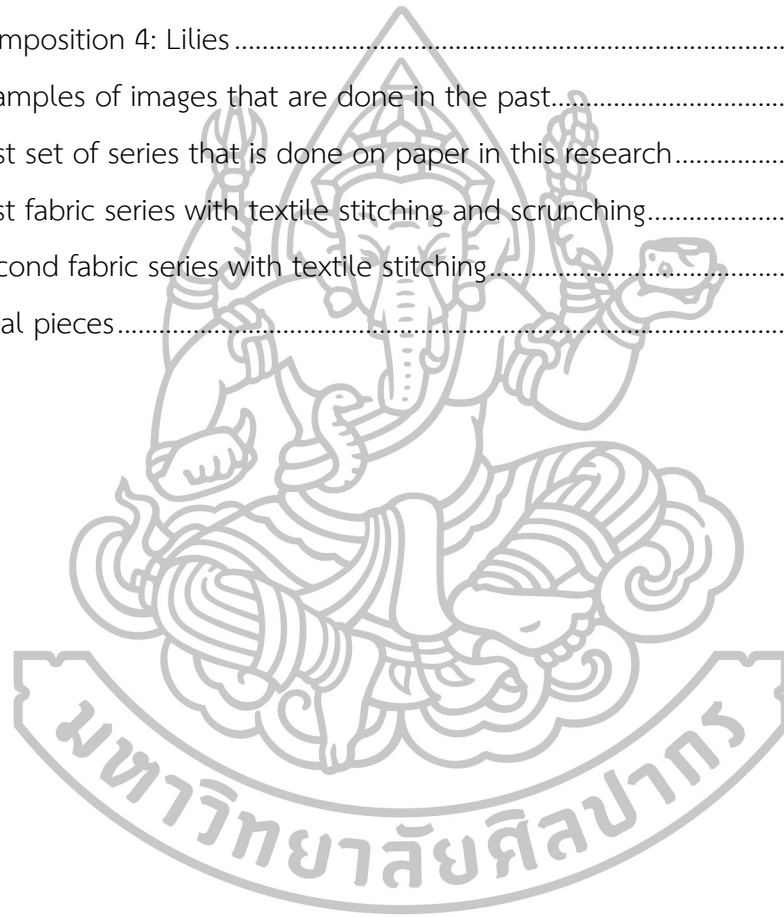 mposition 4: Lilies................................................................................
amples of images that are done in the past...................................
st set of series that is done on paper in this research................
st fabric series with textile stitching and scrunching....................
cond fabric series with textile stitching...........................................
al pieces................................................................................................
มหาวิทยาลัยศิลปากร